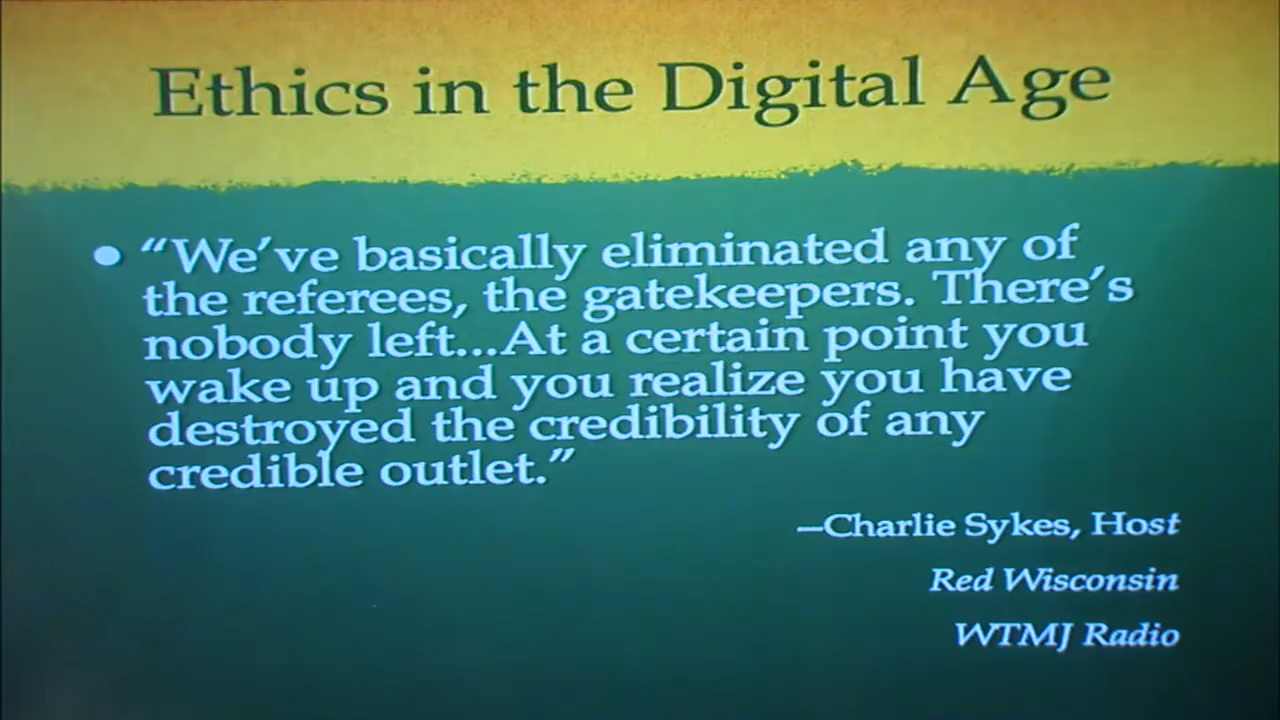 Ethics in the Digital Age
• “We’ve basically eliminated any of
the referees, the gatekeepers. There’s
nobody left...At a certain point you
wake up and you realize you have
destroyed the credibility of any
credible outlet.”
—Charlie Sykes, Host
Red Wisconsin
WTMJ Radio